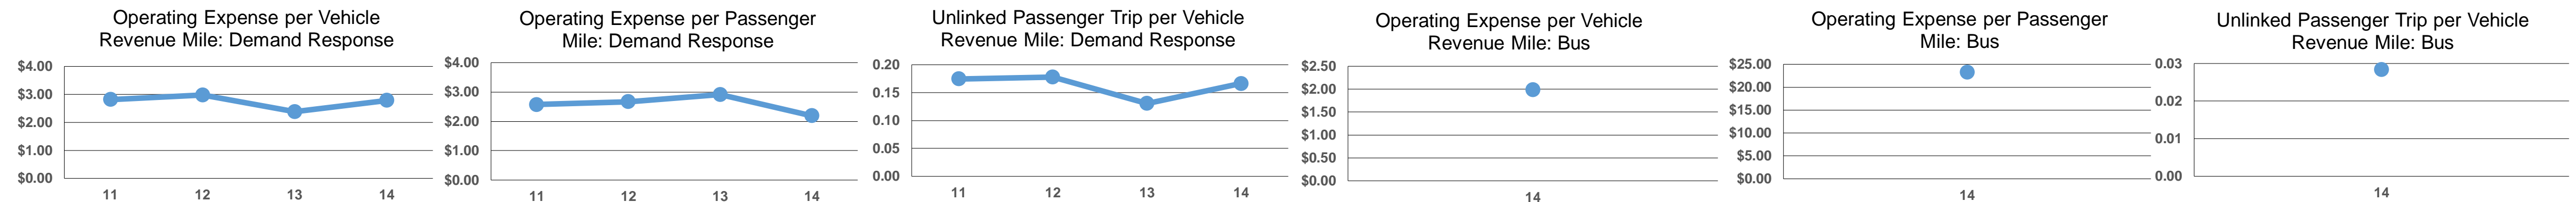 Operating Expense per Vehicle
Revenue Mile: Demand Response
$4.00
$3.00
$2.00
$1.00
$0.00
11 12 13 14
Operating Expense per Passenger
Mile: Demand Response
$4.00
$3.00
$2.00
$1.00
$0.00
11 12 13 14
Unlinked Passenger Trip per Vehicle
Revenue Mile: Demand Response
0.20
0.15
0.10
0.05
0.00
11 12 13 14
Operating Expense per Vehicle
Revenue Mile: Bus
$2.50
$2.00
$1.50
$1.00
$0.50
$0.00
14
Operating Expense per Passenger
Mile: Bus
$25.00
$20.00
$15.00
$10.00
$5.00
$0.00
14
Unlinked Passenger Trip per Vehicle
Revenue Mile: Bus
0.03
0.02
0.01
0.00
14